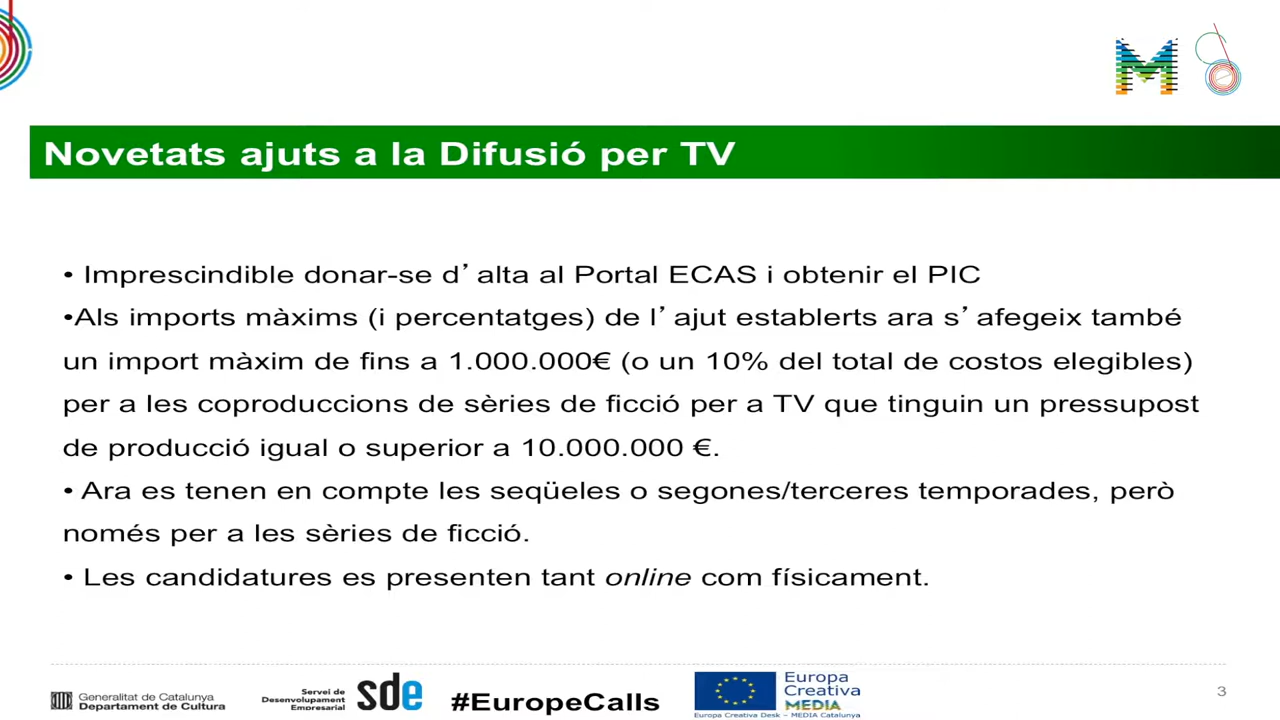 Novetats ajuts a la Difusió per TV
• Imprescindible donar-se d’alta al Portal ECAS i obtenir el PIC
•Als imports màxims (i percentatges) de l’ajut establerts ara s’afegeix també
un import màxim de fins a 1.000.000€ (o un 10% del total de costos elegibles)
per a les coproduccions de sèries de ficció per a TV que tinguin un pressupost
de producció igual o superior a 10.000.000 €.
• Ara es tenen en compte les seqüeles o segones/terceres temporades, però
només per a les sèries de ficció.
• Les candidatures es presenten tant online com físicament.
Generalitat de Catalunya
Departament de Cultura
Servei de
Desenvolupament
Empresarial
sde
#EuropeCalls
Europa
Creativa
MEDIA
Europa Creativa Desk – MEDIA Catalunya
3